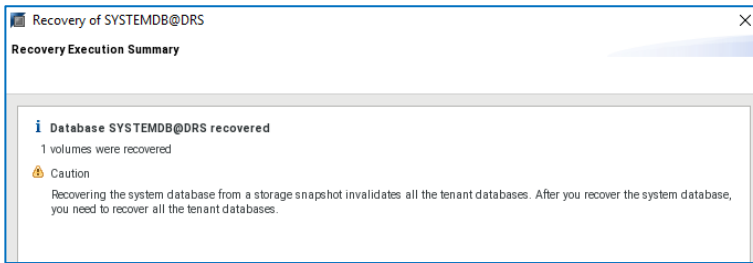 Recovery of SYSTEMDB@DRS
Recovery Execution Summary
Database SYSTEMDB@DRS recovered
1 volumes were recovered
Caution
Recovering the system database from a storage snapshot invalidates all the tenant databases. After you recover the system database,
you need to recover all the tenant databases.